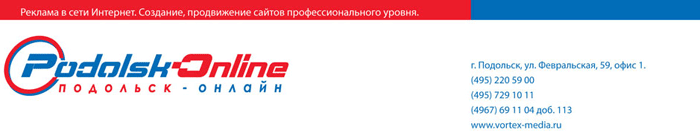 Реклама в сети Интернет. Создание, продвижение сайтов профессионального уровня.
Podolsk-Online
ПОДОЛЬСК - ОНЛАЙН
г. Подольск, ул. Февральская, 59, офис 1.
(495) 220 59 00
(495) 729 10 11
(4967) 69 11 04 доб. 113
www.vortex-media.ru